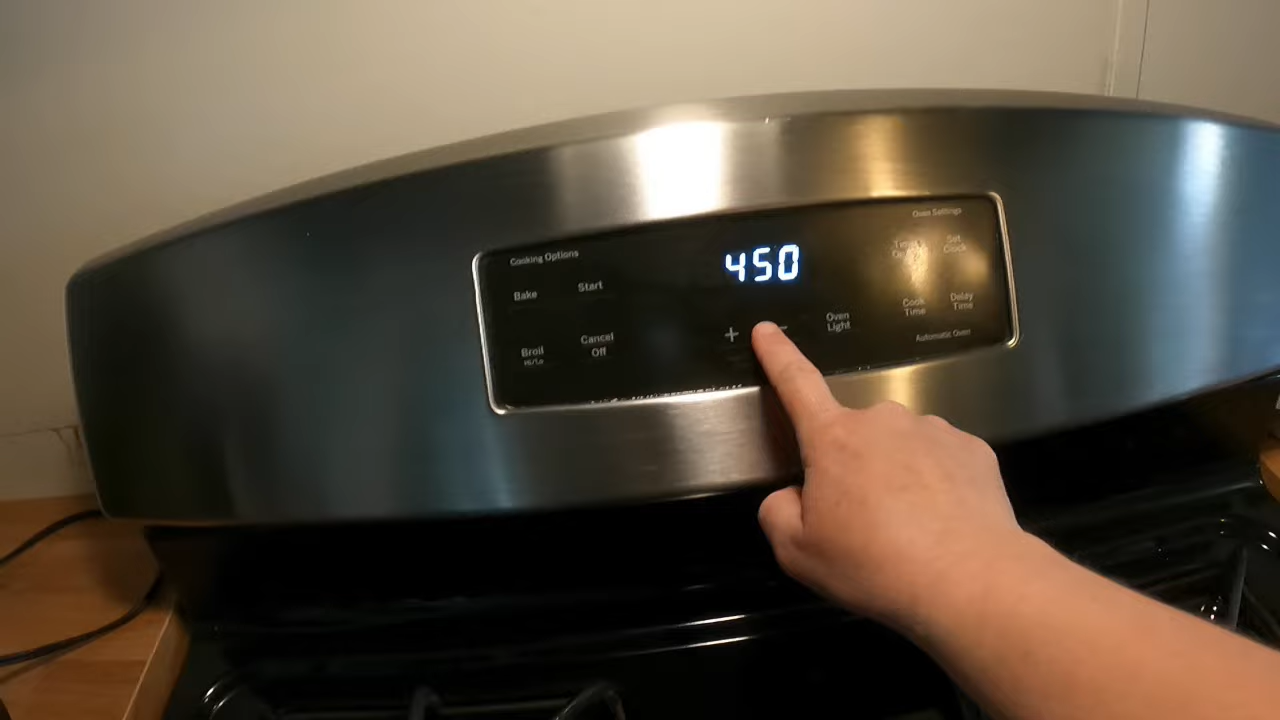 Cooking Options
Bake
Start
Broil
Hi/Lo
Cancel
Off
450
+
−
Oven
Light
Oven Settings
Set
Clock
Cook
Time
Delay
Time
Automatic Oven